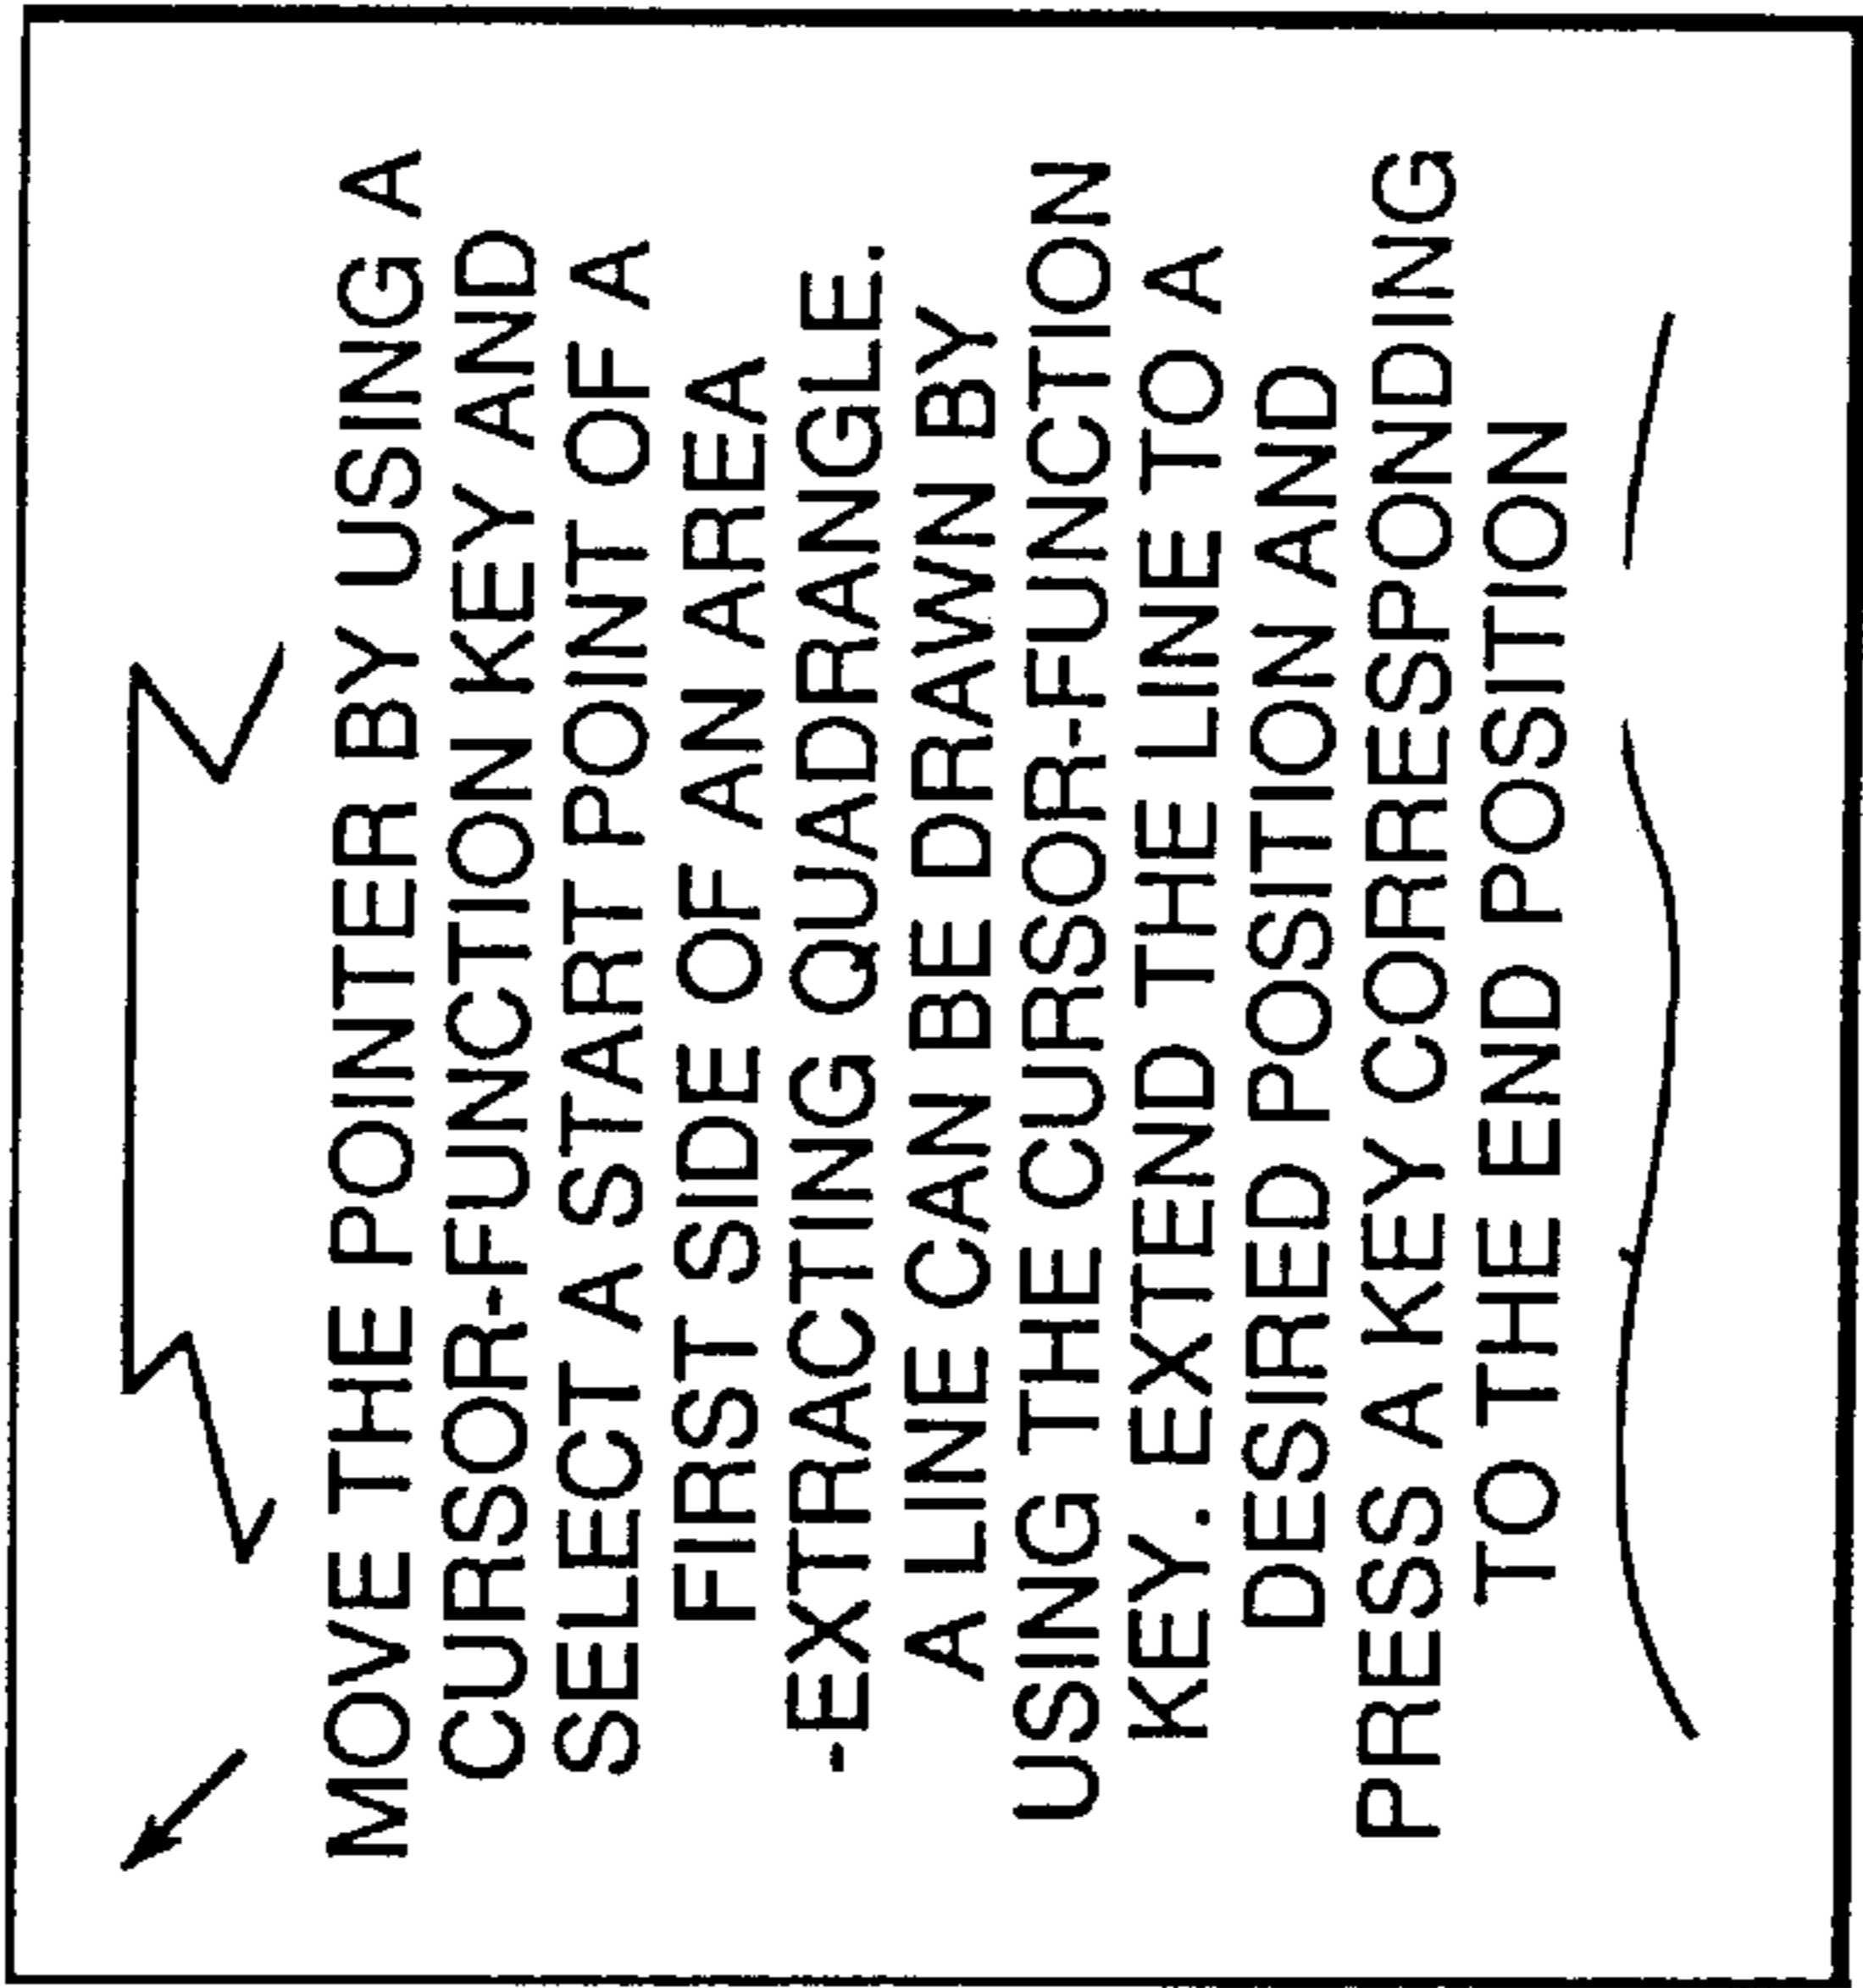 MOVE THE POINTER BY USING A
CURSOR-FUNCTION KEY AND
SELECT A START POINT OF A
FIRST SIDE OF AN AREA
-EXTRACTING QUADRANGLE.
A LINE CAN BE DRAWN BY
USING THE CURSOR-FUNCTION
KEY. EXTEND THE LINE TO A
DESIRED POSITION AND
PRESS A KEY CORRESPONDING
TO THE END POSITION